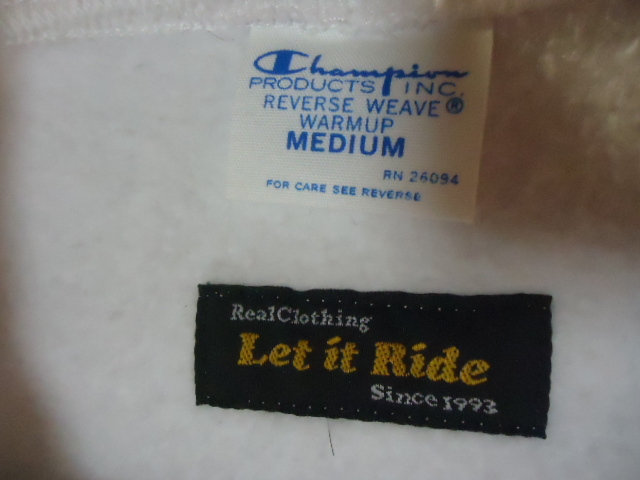 Champion
PRODUCTS INC.
REVERSE WEAVE®
WARMUP
MEDIUM
RN 26094
FOR CARE SEE REVERSE
RealClothing
Let it Ride
Since 1993